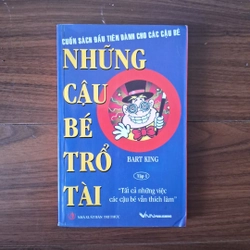 CUỐN SÁCH ĐẦU TIÊN DÀNH CHO CÁC CẬU BÉ
NHỮNG
CẬU
BÉ
TRỔ
TÀI
BART KING
Tập 1
"Tất cả những việc
các cậu bé vẫn thích làm"